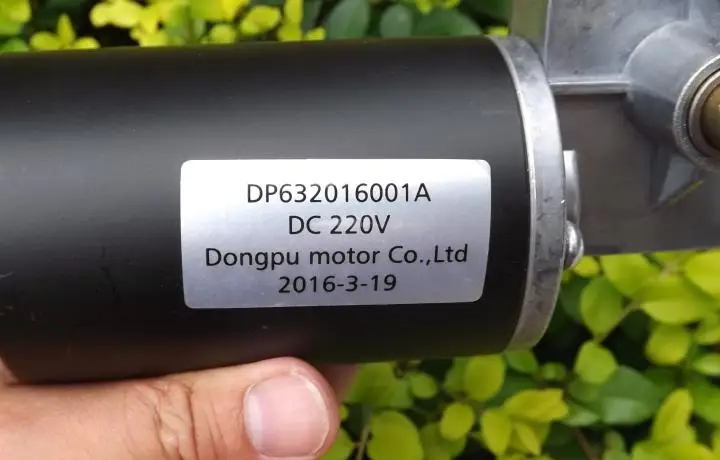 DP632016001A
DC 220V
Dongpu motor Co.,Ltd
2016-3-19